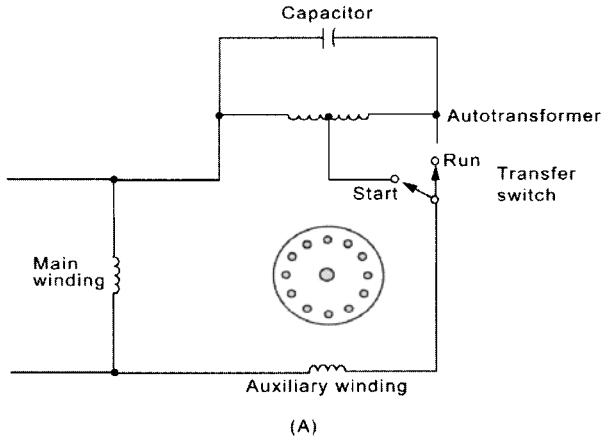 Capacitor
Autotransformer
Run
Transfer
switch
Start
Main
winding
Auxiliary winding
(A)